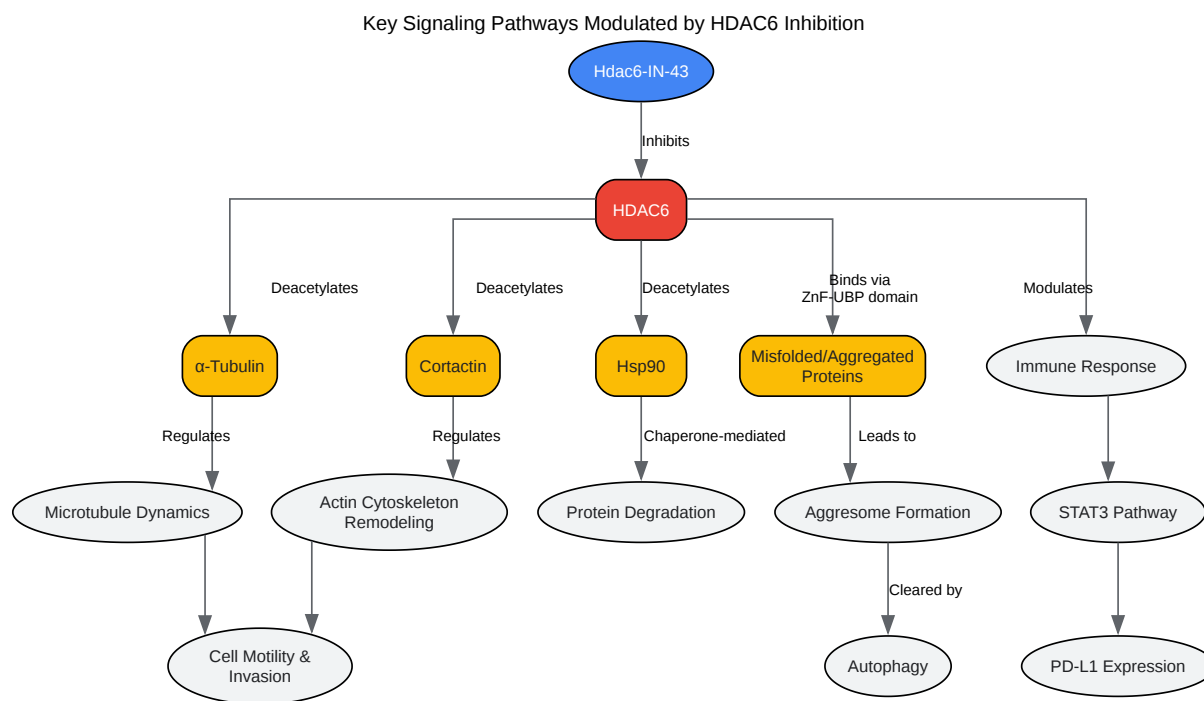 Key Signaling Pathways Modulated by HDAC6 Inhibition
Hdac6-IN-43
Inhibits
HDAC6
Deacetylates
Deacetylates
Deacetylates
Binds via
ZnF-UBP domain
Modulates
α-Tubulin
Cortactin
Hsp90
Misfolded/Aggregated
Proteins
Immune Response
Regulates
Regulates
Chaperone-mediated
Leads to
Microtubule Dynamics
Actin Cytoskeleton
Remodeling
Protein Degradation
Aggresome Formation
STAT3 Pathway
Cleared by
Cell Motility &
Invasion
Autophagy
PD-L1 Expression